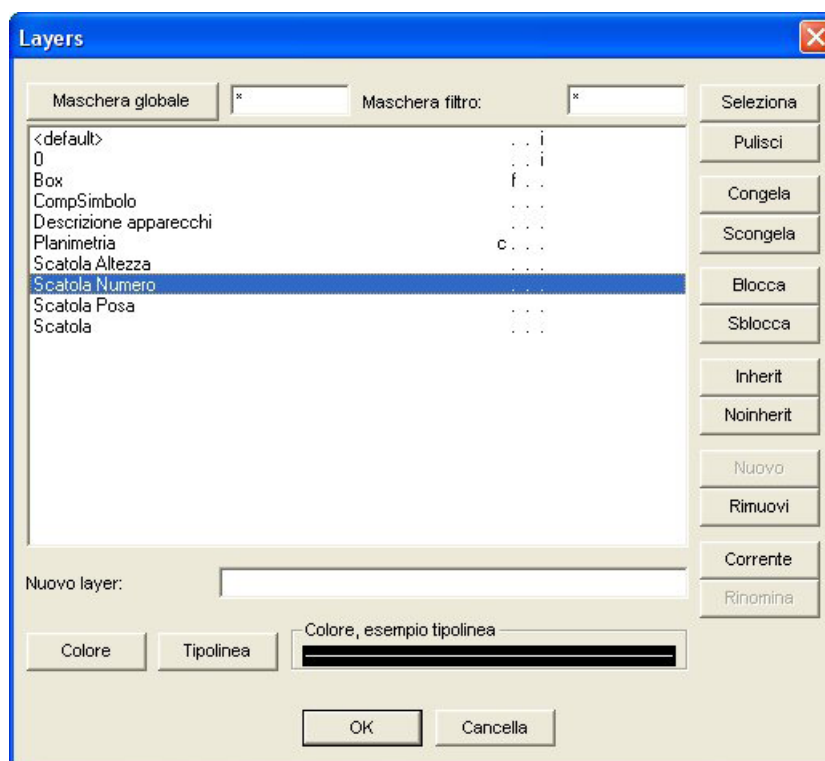 Layers
Maschera globale * Maschera filtro: * Seleziona
Pulisci
<default> . . i
0 . . i
Box f . .
CompSimbolo . . .
Descrizione apparecchi . . .
Planimetria c . . .
Scatola Altezza . . .
Scatola Numero . . .
Scatola Posa . . .
Scatola . . .
Congela
Scongela
Blocca
Sblocca
Inherit
Noinherit
Nuovo
Rimuovi
Corrente
Rinomina
Nuovo layer:
Colore Tipolinea Colore, esempio tipolinea
OK Cancella